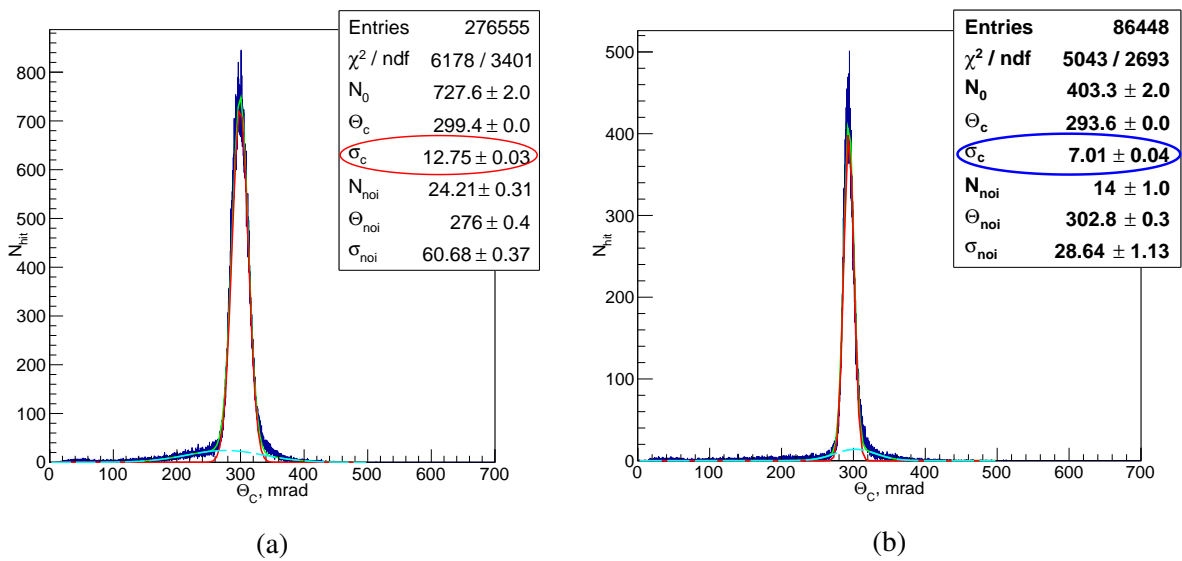 Entries 276555
χ² / ndf 6178 / 3401
N₀ 727.6 ± 2.0
Θc 299.4 ± 0.0
σc 12.75 ± 0.03
Nnoi 24.21 ± 0.31
Θnoi 276 ± 0.4
σnoi 60.68 ± 0.37
Nhit
800
700
600
500
400
300
200
100
0
0 100 200 300 400 500 600 700
ΘC, mrad
(a)
Entries 86448
χ² / ndf 5043 / 2693
N₀ 403.3 ± 2.0
Θc 293.6 ± 0.0
σc 7.01 ± 0.04
Nnoi 14 ± 1.0
Θnoi 302.8 ± 0.3
σnoi 28.64 ± 1.13
Nhit
500
400
300
200
100
0
0 100 200 300 400 500 600 700
ΘC, mrad
(b)